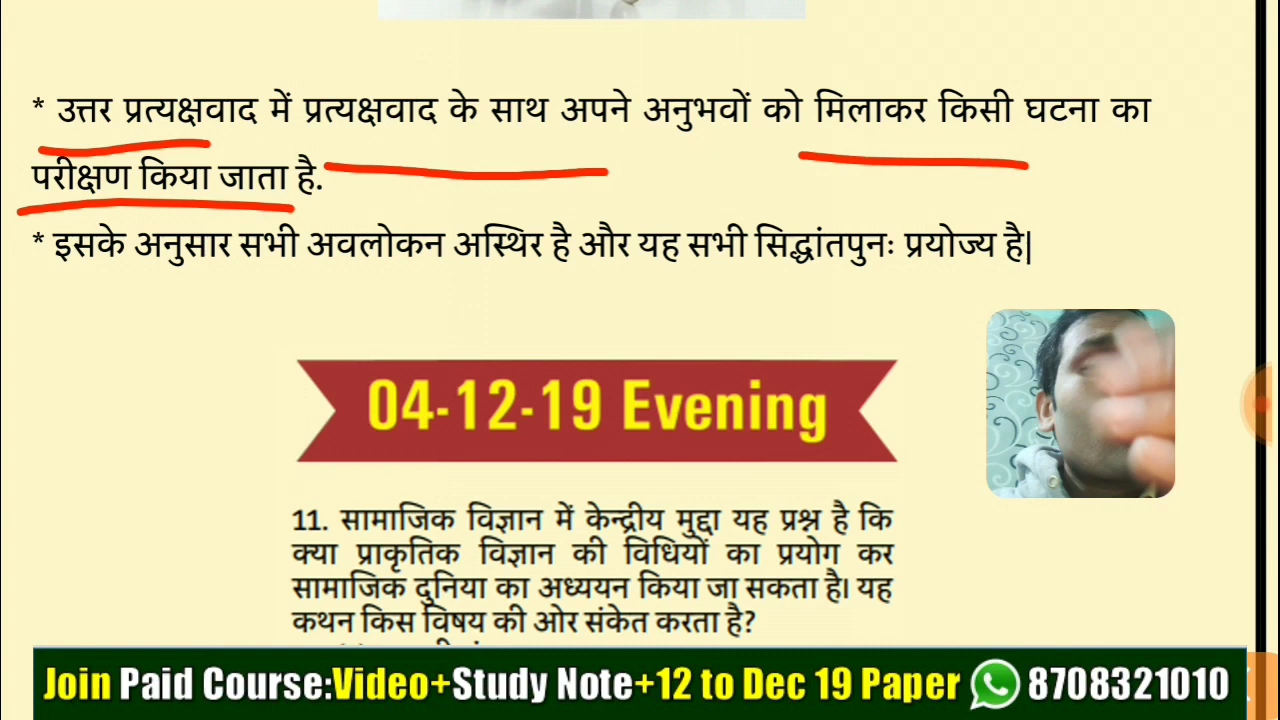 * उत्तर प्रत्यक्षवाद में प्रत्यक्षवाद के साथ अपने अनुभवों को मिलाकर किसी घटना का
परीक्षण किया जाता है.
* इसके अनुसार सभी अवलोकन अस्थिर है और यह सभी सिद्धांतपुनः प्रयोज्य है|
04-12-19 Evening
11. सामाजिक विज्ञान में केन्द्रीय मुद्दा यह प्रश्न है कि
क्या प्राकृतिक विज्ञान की विधियों का प्रयोग कर
सामाजिक दुनिया का अध्ययन किया जा सकता है। यह
कथन किस विषय की ओर संकेत करता है?
Join Paid Course:Video+Study Note+12 to Dec 19 Paper 8708321010